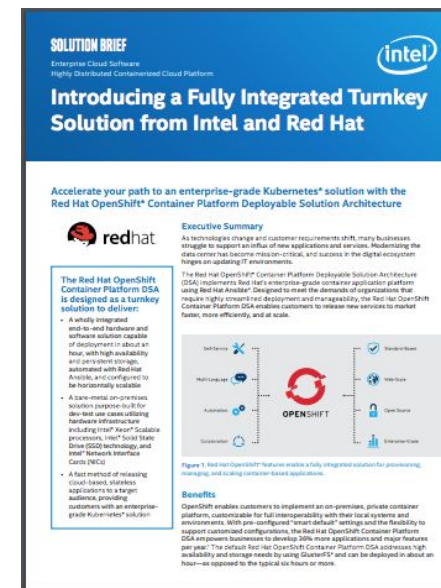 SOLUTION BRIEF
Enterprise Cloud Software
Highly Distributed Containerized Cloud Platform
intel
Introducing a Fully Integrated Turnkey
Solution from Intel and Red Hat
Accelerate your path to an enterprise-grade Kubernetes* solution with the
Red Hat OpenShift* Container Platform Deployable Solution Architecture
redhat
The Red Hat OpenShift
Container Platform DSA
is designed as a turnkey
solution to deliver:
• A wholly integrated
end-to-end hardware and
software solution capable
of deployment in about an
hour, with high availability
and persistent storage,
automated with Red Hat
Ansible, and configured to
be horizontally scalable
• A bare-metal on-premises
solution purpose-built for
dev-test use cases utilizing
hardware infrastructure
including Intel® Xeon® Scalable
processors, Intel® Solid State
Drive (SSD) technology, and
Intel® Network Interface
Cards (NICs)
• A fast method of releasing
cloud-based, stateless
applications to a target
audience, providing
customers with an enterprise-
grade Kubernetes* solution
Executive Summary
As technologies change and customer requirements shift, many businesses
struggle to support an influx of new applications and services. Modernizing the
data center has become mission-critical, and success in the digital ecosystem
hinges on updating IT environments.
The Red Hat OpenShift* Container Platform Deployable Solution Architecture
(DSA) implements Red Hat's enterprise-grade container application platform
using Red Hat Ansible*. Designed to meet the demands of organizations that
require highly streamlined deployment and manageability, the Red Hat OpenShift
Container Platform DSA enables customers to release new services to market
faster, more efficiently, and at scale.
Self-Service
Multi-Language
Automation
Collaboration
OPENSHIFT
Standard-Based
Web-Scale
Open Source
Enterprise-Grade
Figure 1. Red Hat OpenShift* features enable a fully integrated solution for provisioning,
managing, and scaling container-based applications.
Benefits
OpenShift enables customers to implement an on-premises, private container
platform, customizable for full interoperability with their local systems and
environments. With pre-configured "smart default" settings and the flexibility to
support customized configurations, the Red Hat OpenShift Container Platform
DSA empowers businesses to develop 36% more applications and major features
per year.¹ The default Red Hat OpenShift Container Platform DSA addresses high
availability and storage needs by using GlusterFS* and can be deployed in about an
hour—as opposed to the typical six hours or more.